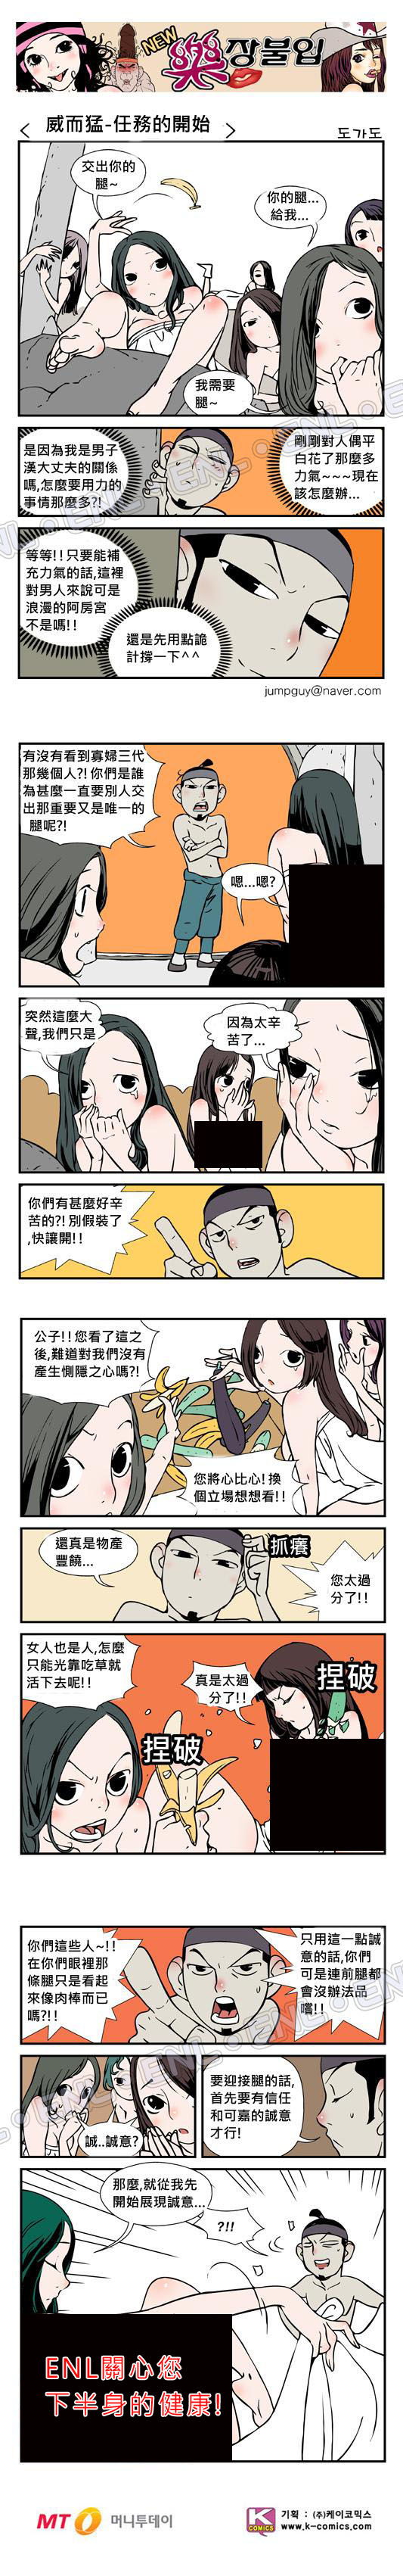 NEW 樂장불입
< 威而猛-任務的開始 >
도가도
交出你的
腿~
你的腿...
給我...
我需要
腿~
是因為我是男子
漢大丈夫的關係
嗎,怎麼要用力的
事情那麼多?!
剛剛對人偶平
白花了那麼多
力氣~~~現在
該怎麼辦...
等等!!只要能補
充力氣的話,這裡
對男人來說可是
浪漫的阿房宮
不是嗎!!
還是先用點詭
計撐一下^^
jumpguy@naver.com
有沒有看到寡婦三代
那幾個人?!你們是誰
為甚麼一直要別人交
出那重要又是唯一的
腿呢?!
嗯...嗯?
突然這麼大
聲,我們只是
因為太辛
苦了...
你們有甚麼好辛
苦的?!別假裝了
,快讓開!!
公子!!您看了這之
後,難道對我們沒有
產生惻隱之心嗎?!
您將心比心!換
個立場想想看!!
還真是物產
豐饒...
抓癢
您太過
分了!!
女人也是人,怎麼
只能光靠吃草就
活下去呢!!
真是太過
分了!!
捏破
捏破
你們這些人~!!
在你們眼裡那
條腿只是看起
來像肉棒而已
嗎?!!
只用這一點誠
意的話,你們
可是連前腿都
會沒辦法品
嚐!!
誠..誠意?
要迎接腿的話,
首先要有信任
和可嘉的誠意
才行!
那麼,就從我先
開始展現誠意...
?!!
ENL關心您
下半身的健康!
MT 머니투데이
K COMICS
기획 : (주)케이코믹스
www.k-comics.com
ENL